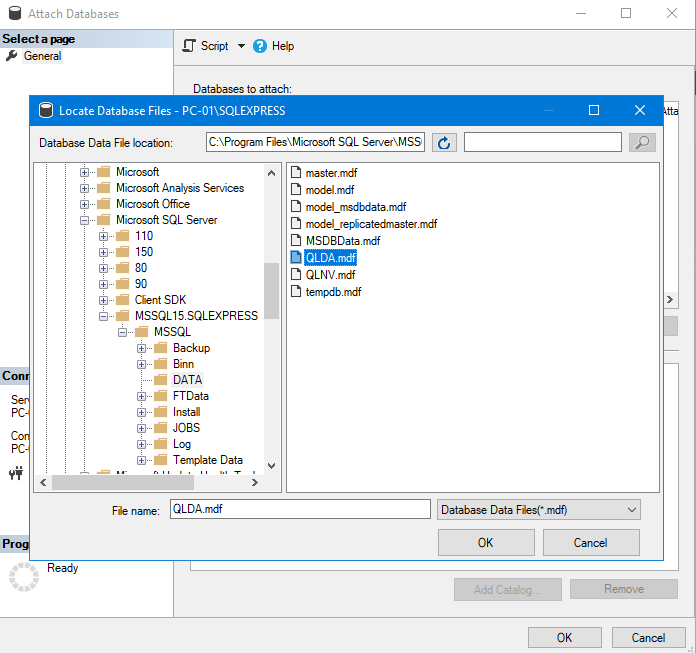 Attach Databases
Select a page
General
Script
Help
Databases to attach:
Locate Database Files - PC-01\SQLEXPRESS
Database Data File location:
C:\Program Files\Microsoft SQL Server\MSS
Microsoft
Microsoft Analysis Services
Microsoft Office
Microsoft SQL Server
110
150
80
90
Client SDK
MSSQL15.SQLEXPRESS
MSSQL
Backup
Binn
DATA
FTData
Install
JOBS
Log
Template Data
master.mdf
model.mdf
model_msdbdata.mdf
model_replicatedmaster.mdf
MSDBData.mdf
QLDA.mdf
QLNV.mdf
tempdb.mdf
File name:
QLDA.mdf
Database Data Files(*.mdf)
OK
Cancel
Conn
Ser
PC-
Con
PC-
Prog
Ready
Add Catalog...
Remove
OK
Cancel